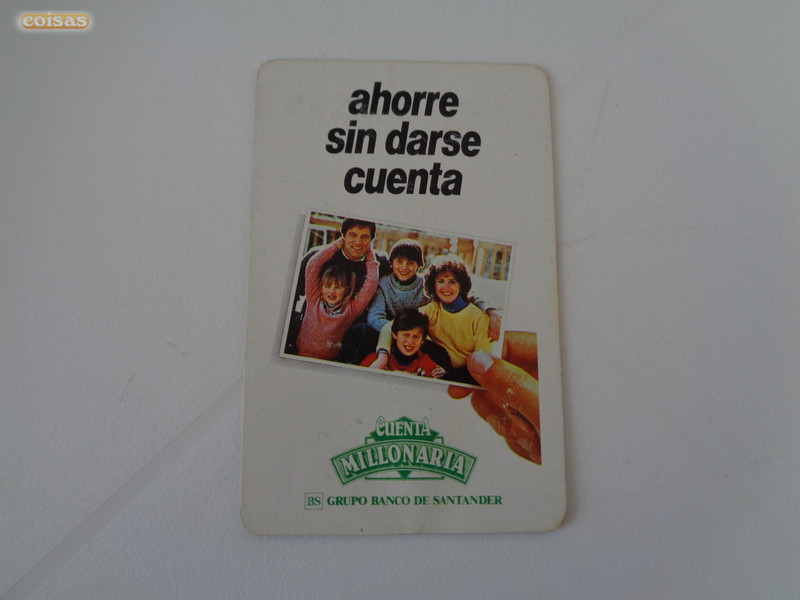 coisas
ahorre
sin darse
cuenta
CUENTA
MILLONARIA
BS GRUPO BANCO DE SANTANDER